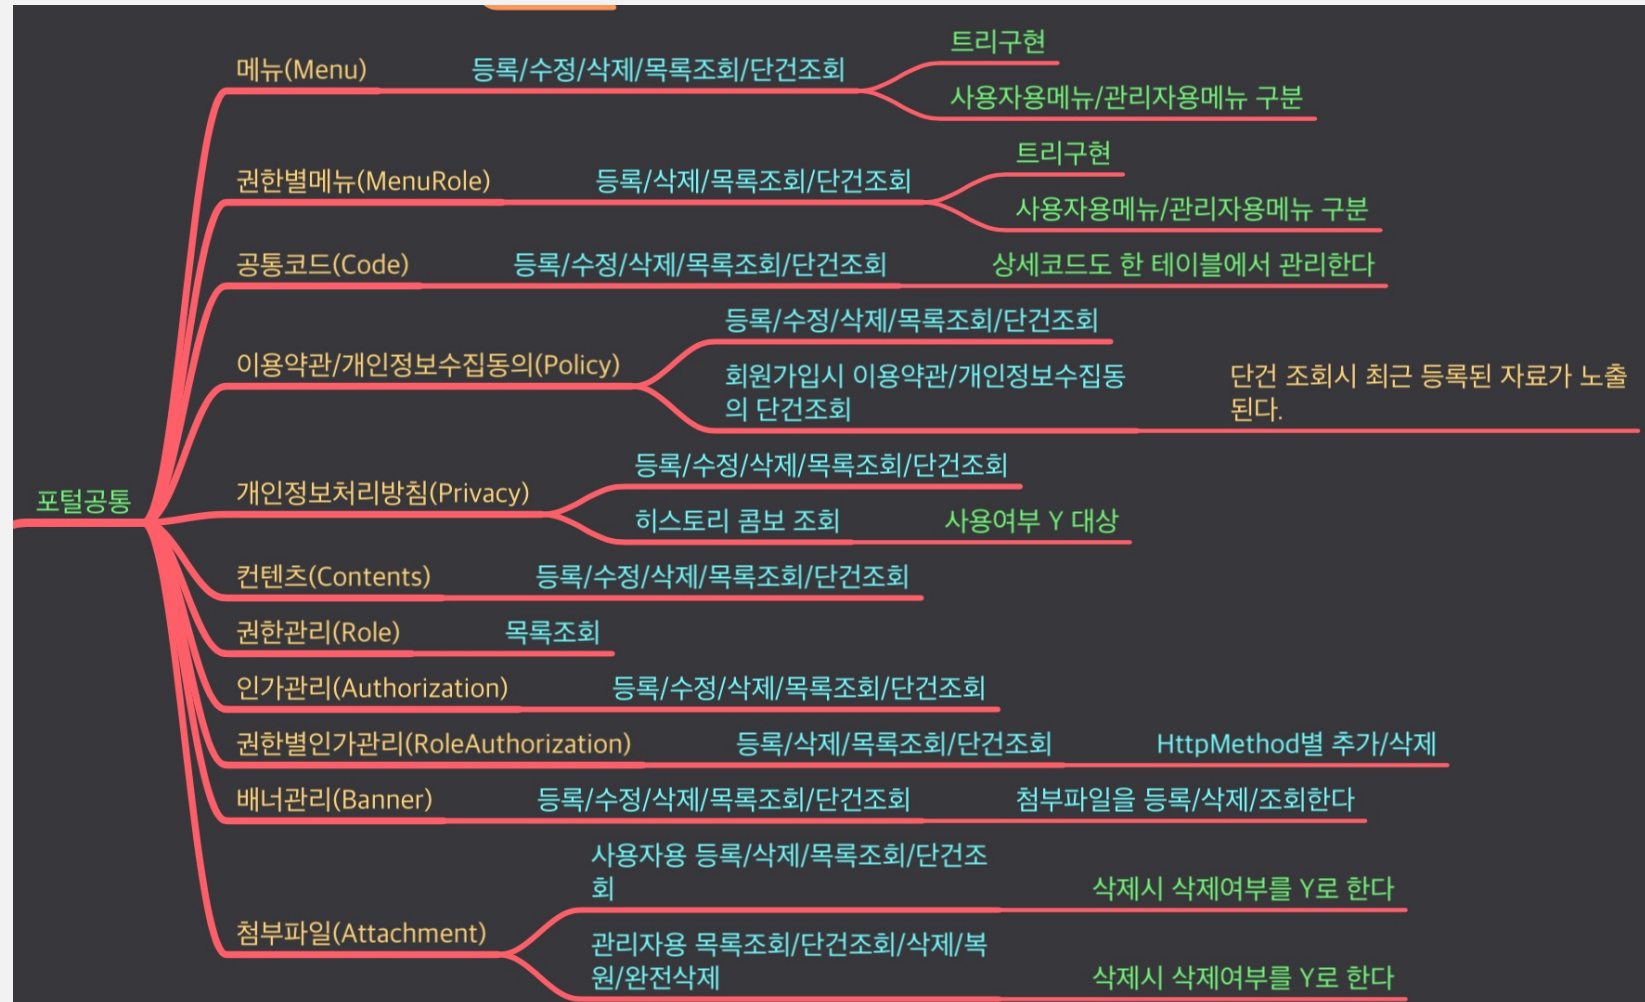 포털공통
메뉴(Menu)
등록/수정/삭제/목록조회/단건조회
트리구현
사용자용메뉴/관리자용메뉴 구분
권한별메뉴(MenuRole)
등록/삭제/목록조회/단건조회
트리구현
사용자용메뉴/관리자용메뉴 구분
공통코드(Code)
등록/수정/삭제/목록조회/단건조회
상세코드도 한 테이블에서 관리한다
이용약관/개인정보수집동의(Policy)
등록/수정/삭제/목록조회/단건조회
회원가입시 이용약관/개인정보수집동
의 단건조회
단건 조회시 최근 등록된 자료가 노출
된다.
개인정보처리방침(Privacy)
등록/수정/삭제/목록조회/단건조회
히스토리 콤보 조회
사용여부 Y 대상
컨텐츠(Contents)
등록/수정/삭제/목록조회/단건조회
권한관리(Role)
목록조회
인가관리(Authorization)
등록/수정/삭제/목록조회/단건조회
권한별인가관리(RoleAuthorization)
등록/삭제/목록조회/단건조회
HttpMethod별 추가/삭제
배너관리(Banner)
등록/수정/삭제/목록조회/단건조회
첨부파일을 등록/삭제/조회한다
첨부파일(Attachment)
사용자용 등록/삭제/목록조회/단건조
회
삭제시 삭제여부를 Y로 한다
관리자용 목록조회/단건조회/삭제/복
원/완전삭제
삭제시 삭제여부를 Y로 한다